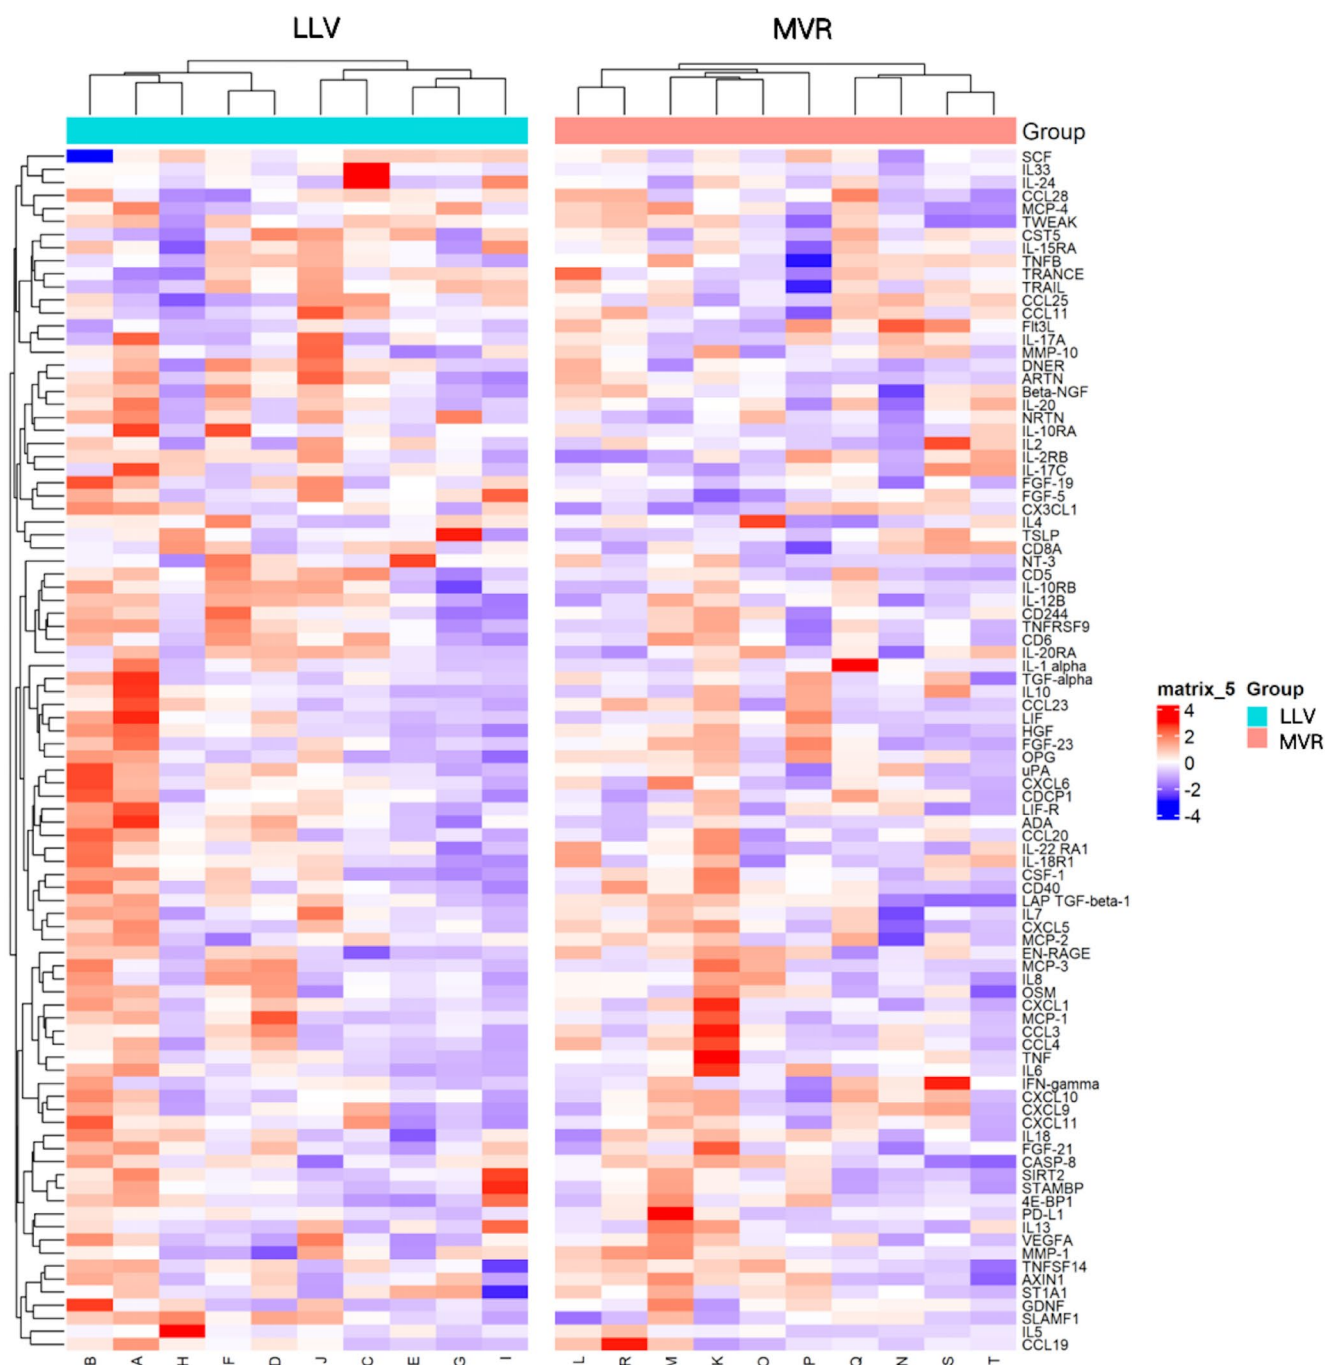 LLV
MVR
Group
SCF
IL33
IL-24
CCL28
MCP-4
TWEAK
CST5
IL-15RA
TNFB
TRANCE
TRAIL
CCL25
CCL11
Flt3L
IL-17A
MMP-10
DNER
ARTN
Beta-NGF
IL-20
NRTN
IL-10RA
IL2
IL-2RB
IL-17C
FGF-19
FGF-5
CX3CL1
IL4
TSLP
CD8A
NT-3
CD5
IL-10RB
IL-12B
CD244
TNFRSF9
CD6
IL-20RA
IL-1 alpha
TGF-alpha
IL10
CCL23
LIF
HGF
FGF-23
OPG
uPA
CXCL6
CDCP1
LIF-R
ADA
CCL20
IL-22 RA1
IL-18R1
CSF-1
CD40
LAP TGF-beta-1
IL7
CXCL5
MCP-2
EN-RAGE
MCP-3
IL8
OSM
CXCL1
MCP-1
CCL3
CCL4
TNF
IL6
IFN-gamma
CXCL10
CXCL9
CXCL11
IL18
FGF-21
CASP-8
SIRT2
STAMBP
4E-BP1
PD-L1
IL13
VEGFA
MMP-1
TNFSF14
AXIN1
ST1A1
GDNF
SLAMF1
IL5
CCL19
B A H F D J C E G I L R M K O P Q N S T
matrix_5 Group
4
2
0
-2
-4
LLV
MVR